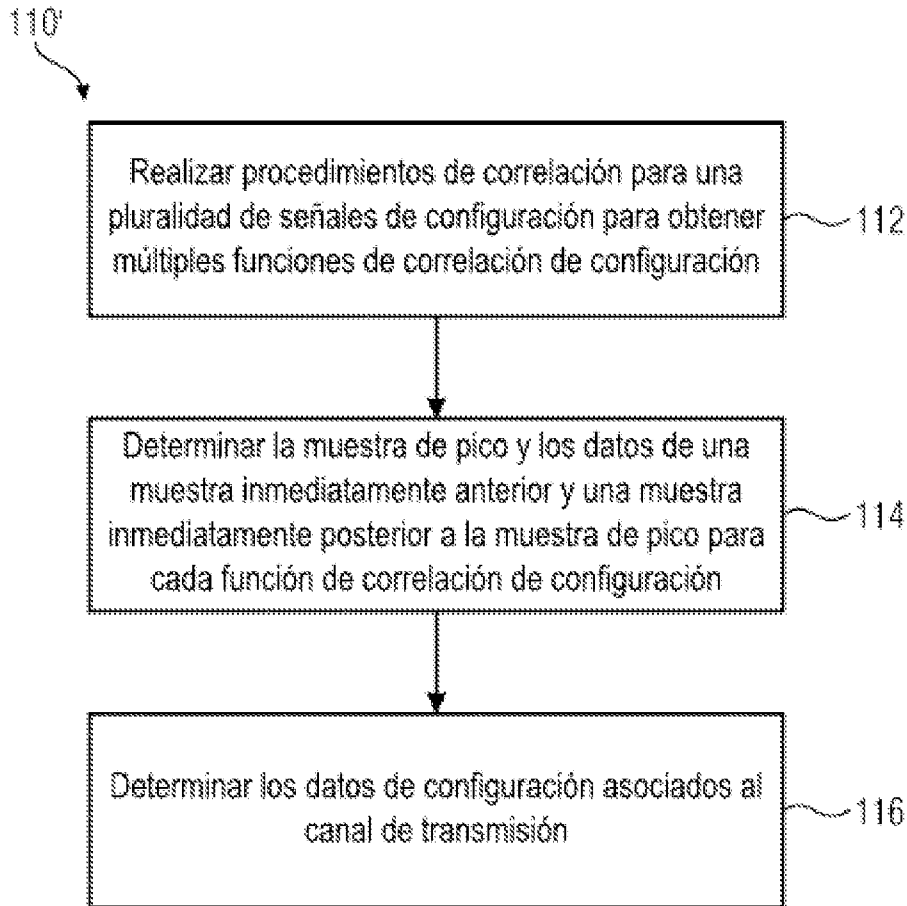 110'
Realizar procedimientos de correlación para una
pluralidad de señales de configuración para obtener
múltiples funciones de correlación de configuración
112
Determinar la muestra de pico y los datos de una
muestra inmediatamente anterior y una muestra
inmediatamente posterior a la muestra de pico para
cada función de correlación de configuración
114
Determinar los datos de configuración asociados al
canal de transmisión
116